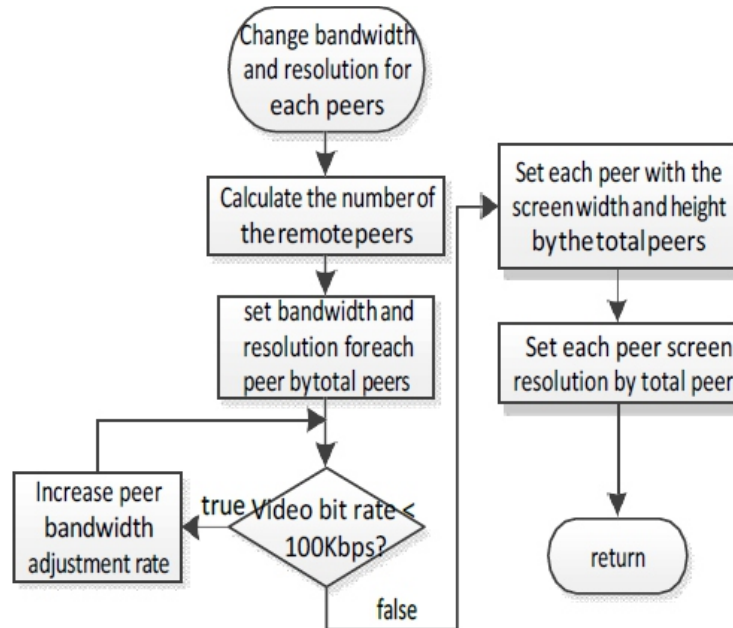 Change bandwidth
and resolution for
each peers
Calculate the number of
the remote peers
set bandwidth and
resolution for each
peer by total peers
Increase peer
bandwidth
adjustment rate
true
Video bit rate <
100Kbps?
false
Set each peer with the
screen width and height
by the total peers
Set each peer screen
resolution by total peer
return